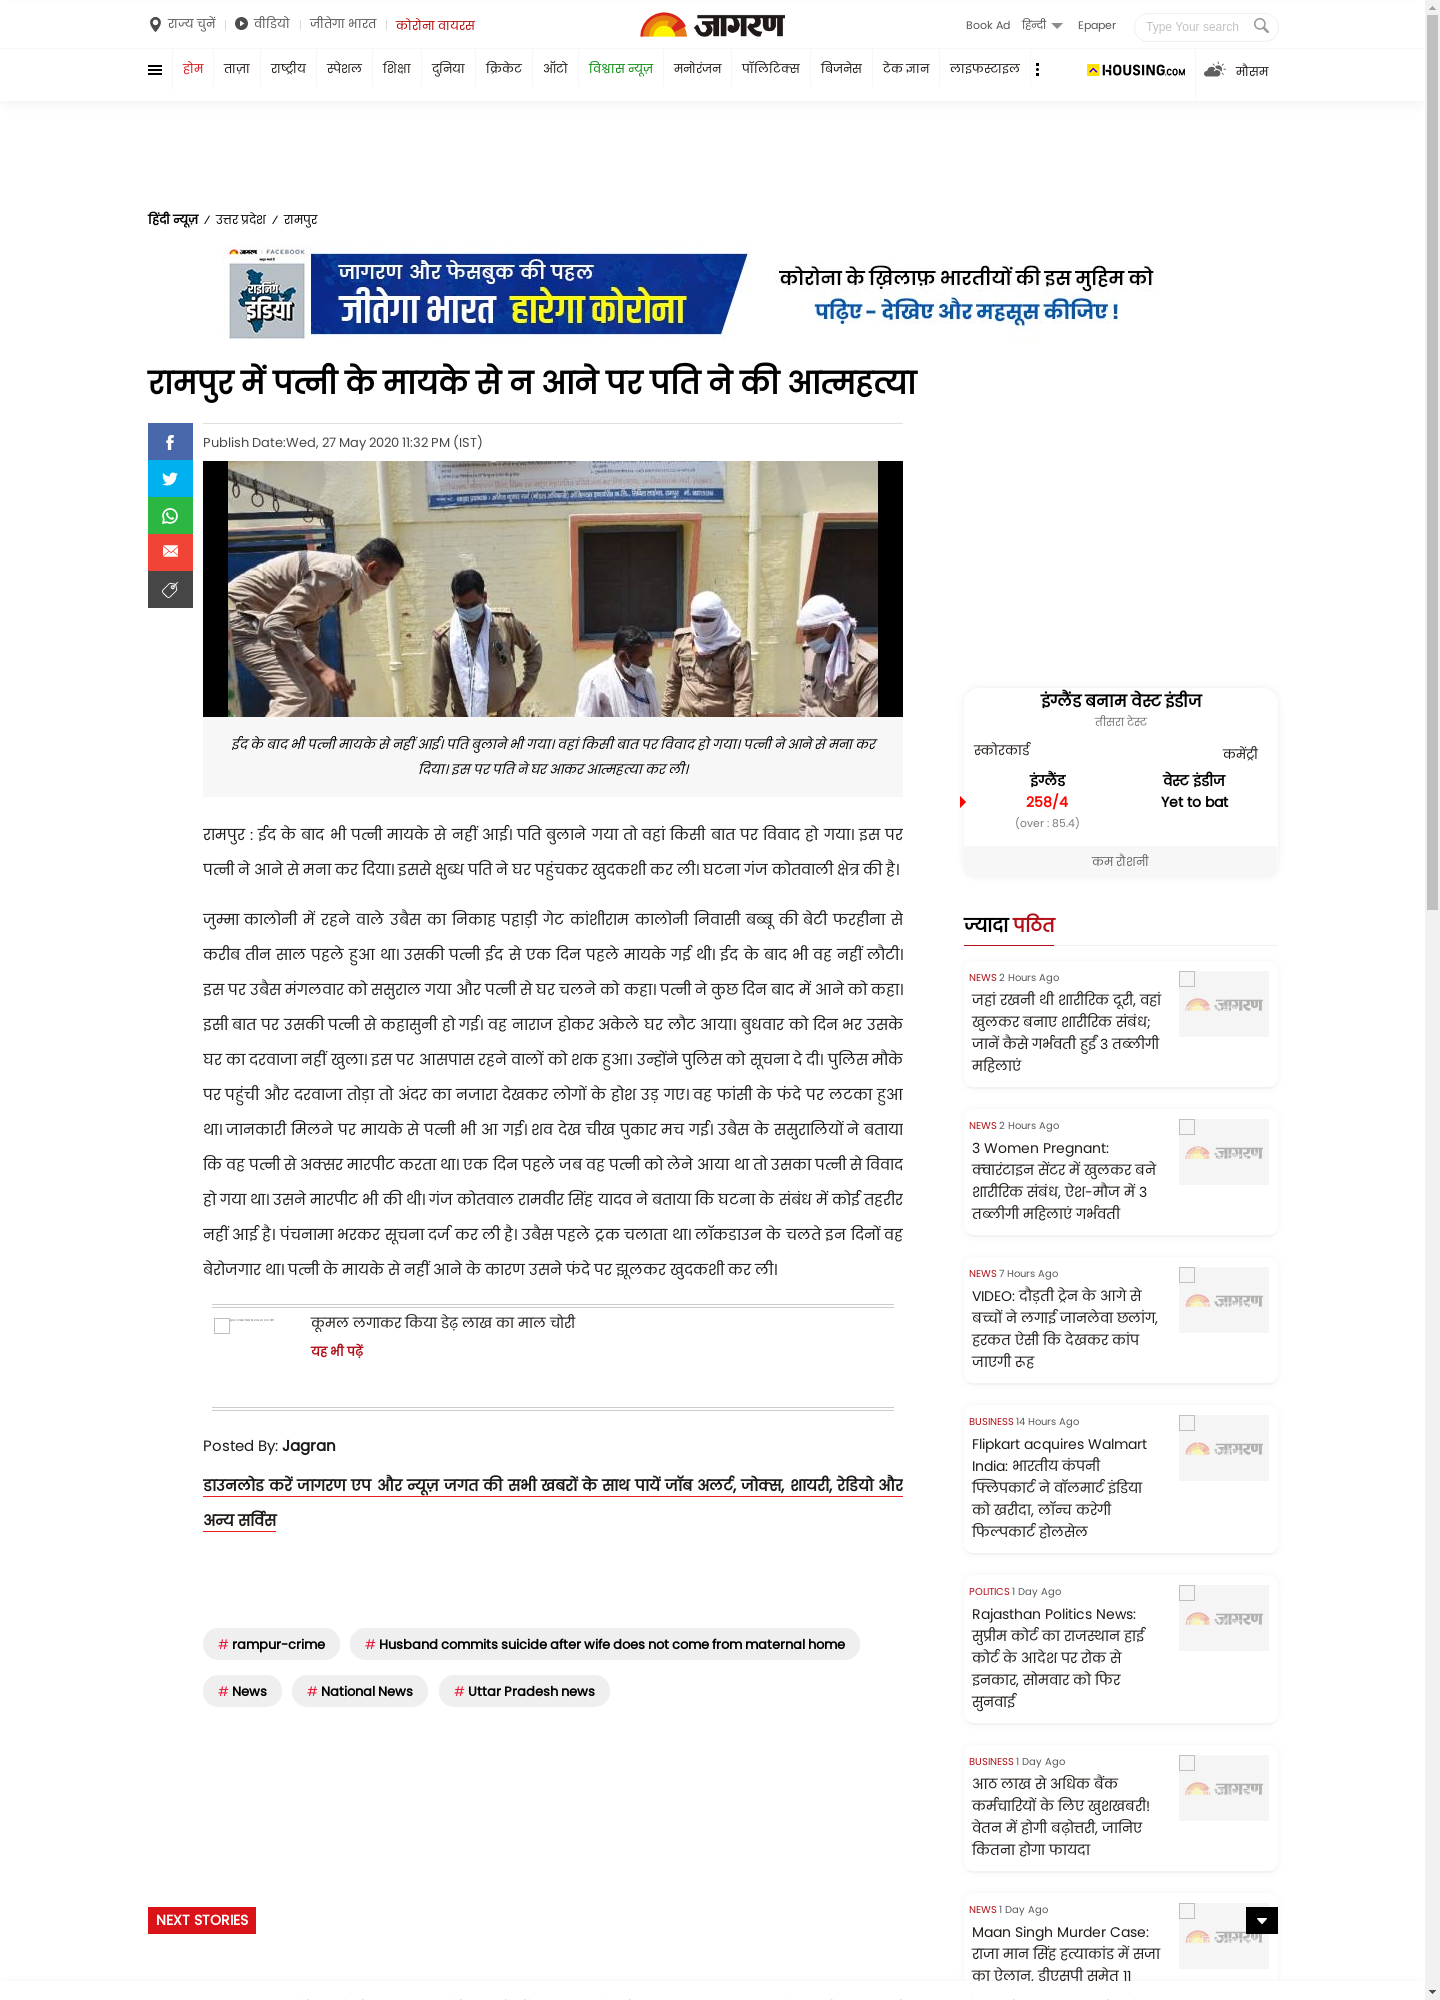 राज्य चुनें
वीडियो
जीतेगा भारत
कोरोना वायरस
जागरण
Book Ad
हिन्दी
Epaper
Type Your search
होम
ताज़ा
राष्ट्रीय
स्पेशल
शिक्षा
दुनिया
क्रिकेट
ऑटो
विश्वास न्यूज़
मनोरंजन
पॉलिटिक्स
बिजनेस
टेक ज्ञान
लाइफस्टाइल
HOUSING.COM
मौसम
हिंदी न्यूज़ / उत्तर प्रदेश / रामपुर
जागरण FACEBOOK
राइजिंग
इंडिया
जागरण और फेसबुक की पहल
जीतेगा भारत हारेगा कोरोना
कोरोना के ख़िलाफ़ भारतीयों की इस मुहिम को
पढ़िए - देखिए और महसूस कीजिए !
रामपुर में पत्नी के मायके से न आने पर पति ने की आत्महत्या
Publish Date:Wed, 27 May 2020 11:32 PM (IST)
ईद के बाद भी पत्नी मायके से नहीं आई। पति बुलाने भी गया। वहां किसी बात पर विवाद हो गया। पत्नी ने आने से मना कर
दिया। इस पर पति ने घर आकर आत्महत्या कर ली।
रामपुर : ईद के बाद भी पत्नी मायके से नहीं आई। पति बुलाने गया तो वहां किसी बात पर विवाद हो गया। इस पर
पत्नी ने आने से मना कर दिया। इससे क्षुब्ध पति ने घर पहुंचकर खुदकशी कर ली। घटना गंज कोतवाली क्षेत्र की है।
जुम्मा कालोनी में रहने वाले उबैस का निकाह पहाड़ी गेट कांशीराम कालोनी निवासी बब्बू की बेटी फरहीना से
करीब तीन साल पहले हुआ था। उसकी पत्नी ईद से एक दिन पहले मायके गई थी। ईद के बाद भी वह नहीं लौटी।
इस पर उबैस मंगलवार को ससुराल गया और पत्नी से घर चलने को कहा। पत्नी ने कुछ दिन बाद में आने को कहा।
इसी बात पर उसकी पत्नी से कहासुनी हो गई। वह नाराज होकर अकेले घर लौट आया। बुधवार को दिन भर उसके
घर का दरवाजा नहीं खुला। इस पर आसपास रहने वालों को शक हुआ। उन्होंने पुलिस को सूचना दे दी। पुलिस मौके
पर पहुंची और दरवाजा तोड़ा तो अंदर का नजारा देखकर लोगों के होश उड़ गए। वह फांसी के फंदे पर लटका हुआ
था। जानकारी मिलने पर मायके से पत्नी भी आ गई। शव देख चीख पुकार मच गई। उबैस के ससुरालियों ने बताया
कि वह पत्नी से अक्सर मारपीट करता था। एक दिन पहले जब वह पत्नी को लेने आया था तो उसका पत्नी से विवाद
हो गया था। उसने मारपीट भी की थी। गंज कोतवाल रामवीर सिंह यादव ने बताया कि घटना के संबंध में कोई तहरीर
नहीं आई है। पंचनामा भरकर सूचना दर्ज कर ली है। उबैस पहले ट्रक चलाता था। लॉकडाउन के चलते इन दिनों वह
बेरोजगार था। पत्नी के मायके से नहीं आने के कारण उसने फंदे पर झूलकर खुदकशी कर ली।
कूमल लगाकर किया डेढ़ लाख का माल चोरी
यह भी पढ़ें
Posted By: Jagran
डाउनलोड करें जागरण एप और न्यूज़ जगत की सभी खबरों के साथ पायें जॉब अलर्ट, जोक्स, शायरी, रेडियो और
अन्य सर्विस
# rampur-crime
# Husband commits suicide after wife does not come from maternal home
# News
# National News
# Uttar Pradesh news
NEXT STORIES
इंग्लैंड बनाम वेस्ट इंडीज
तीसरा टेस्ट
स्कोरकार्ड
कमेंट्री
इंग्लैंड
वेस्ट इंडीज
258/4
Yet to bat
(over : 85.4)
कम रौशनी
ज्यादा पठित
NEWS 2 Hours Ago
जहां रखनी थी शारीरिक दूरी, वहां
खुलकर बनाए शारीरिक संबंध;
जानें कैसे गर्भवती हुईं 3 तब्लीगी
महिलाएं
जागरण
NEWS 2 Hours Ago
3 Women Pregnant:
क्वारंटाइन सेंटर में खुलकर बने
शारीरिक संबंध, ऐश-मौज में 3
तब्लीगी महिलाएं गर्भवती
जागरण
NEWS 7 Hours Ago
VIDEO: दौड़ती ट्रेन के आगे से
बच्चों ने लगाई जानलेवा छलांग,
हरकत ऐसी कि देखकर कांप
जाएगी रूह
जागरण
BUSINESS 14 Hours Ago
Flipkart acquires Walmart
India: भारतीय कंपनी
फ्लिपकार्ट ने वॉलमार्ट इंडिया
को खरीदा, लॉन्च करेगी
फिल्पकार्ट होलसेल
जागरण
POLITICS 1 Day Ago
Rajasthan Politics News:
सुप्रीम कोर्ट का राजस्थान हाई
कोर्ट के आदेश पर रोक से
इनकार, सोमवार को फिर
सुनवाई
जागरण
BUSINESS 1 Day Ago
आठ लाख से अधिक बैंक
कर्मचारियों के लिए खुशखबरी!
वेतन में होगी बढ़ोत्तरी, जानिए
कितना होगा फायदा
जागरण
NEWS 1 Day Ago
Maan Singh Murder Case:
राजा मान सिंह हत्याकांड में सजा
का ऐलान, डीएसपी समेत 11
जागरण